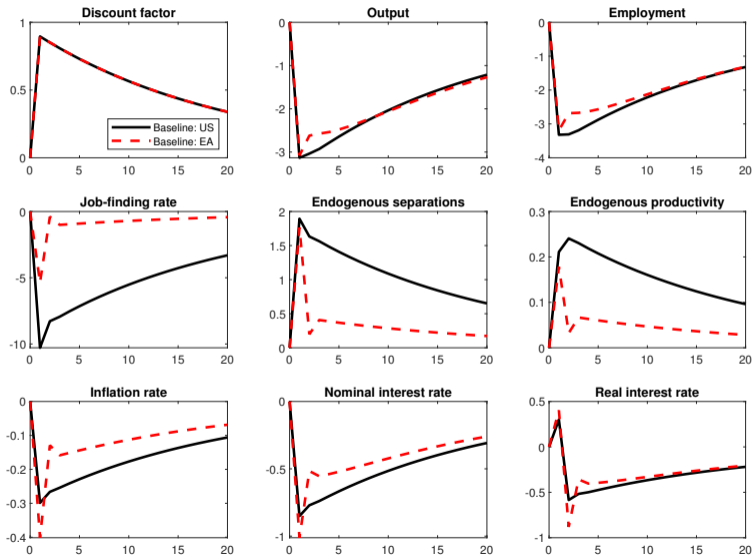 Discount factor
Output
Employment
1
0.5
0
Baseline: US
Baseline: EA
0 5 10 15 20
0
-1
-2
-3
0 5 10 15 20
0
-1
-2
-3
-4
0 5 10 15 20
Job-finding rate
Endogenous separations
Endogenous productivity
0
-5
-10
0 5 10 15 20
2
1.5
1
0.5
0
0 5 10 15 20
0.3
0.2
0.1
0
0 5 10 15 20
Inflation rate
Nominal interest rate
Real interest rate
0
-0.1
-0.2
-0.3
-0.4
0 5 10 15 20
0
-0.5
-1
0 5 10 15 20
0.5
0
-0.5
-1
0 5 10 15 20